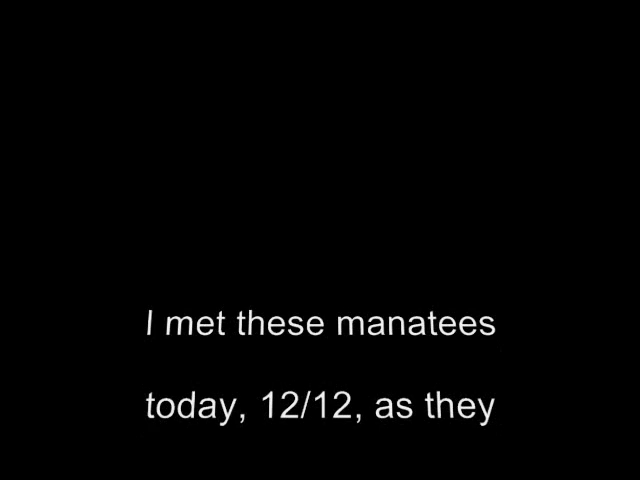 I met these manatees
today, 12/12, as they